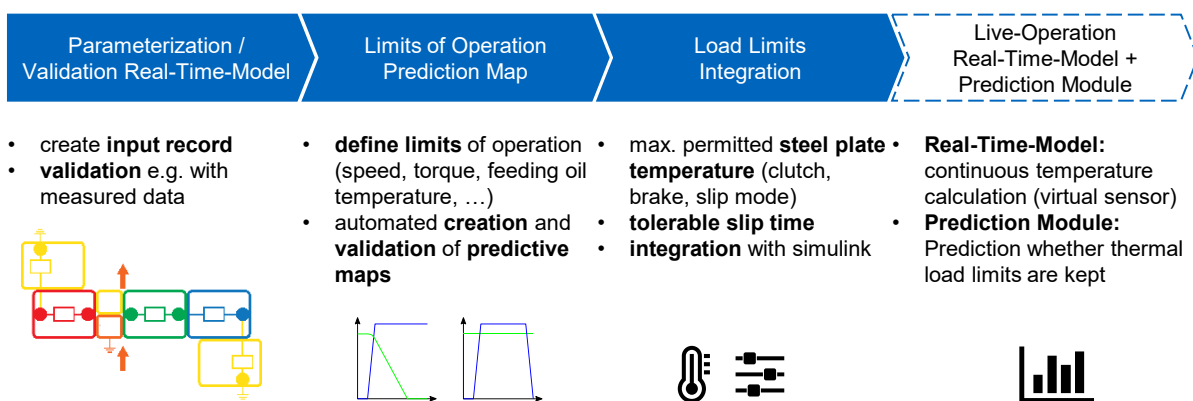 Parameterization /
Validation Real-Time-Model
Limits of Operation
Prediction Map
Load Limits
Integration
Live-Operation
Real-Time-Model +
Prediction Module
• create input record
• validation e.g. with
measured data
• define limits of operation
(speed, torque, feeding oil
temperature, …)
• automated creation and
validation of predictive
maps
• max. permitted steel plate
temperature (clutch,
brake, slip mode)
• tolerable slip time
• integration with simulink
• Real-Time-Model:
continuous temperature
calculation (virtual sensor)
• Prediction Module:
Prediction whether thermal
load limits are kept